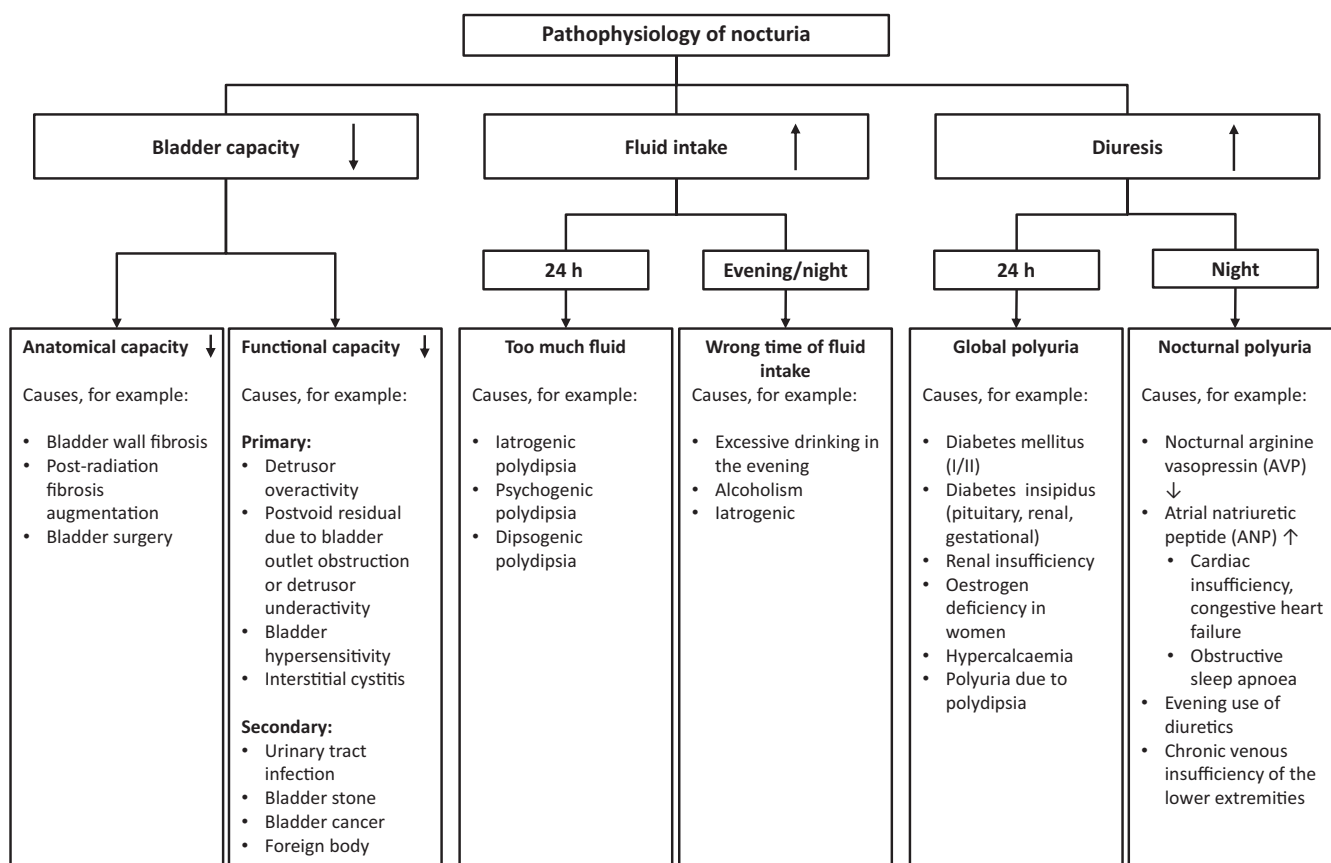 Pathophysiology of nocturia
Bladder capacity ↓
Fluid intake ↑
Diuresis ↑
24 h
Evening/night
24 h
Night
Anatomical capacity ↓
Causes, for example:
• Bladder wall fibrosis
• Post-radiation
fibrosis
augmentation
• Bladder surgery
Functional capacity ↓
Causes, for example:
Primary:
• Detrusor
overactivity
• Postvoid residual
due to bladder
outlet obstruction
or detrusor
underactivity
• Bladder
hypersensitivity
• Interstitial cystitis
Secondary:
• Urinary tract
infection
• Bladder stone
• Bladder cancer
• Foreign body
Too much fluid
Causes, for example:
• Iatrogenic
polydipsia
• Psychogenic
polydipsia
• Dipsogenic
polydipsia
Wrong time of fluid
intake
Causes, for example:
• Excessive drinking in
the evening
• Alcoholism
• Iatrogenic
Global polyuria
Causes, for example:
• Diabetes mellitus
(I/II)
• Diabetes insipidus
(pituitary, renal,
gestational)
• Renal insufficiency
• Oestrogen
deficiency in
women
• Hypercalcaemia
• Polyuria due to
polydipsia
Nocturnal polyuria
Causes, for example:
• Nocturnal arginine
vasopressin (AVP)
↓
• Atrial natriuretic
peptide (ANP) ↑
• Cardiac
insufficiency,
congestive heart
failure
• Obstructive
sleep apnoea
• Evening use of
diuretics
• Chronic venous
insufficiency of the
lower extremities